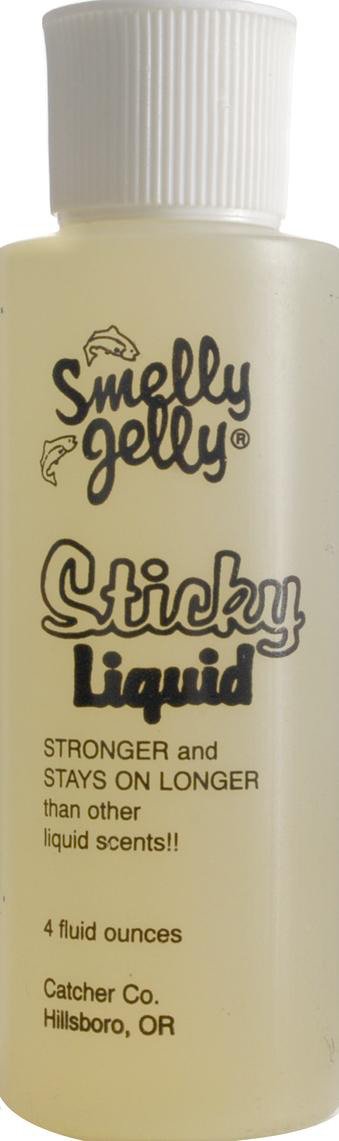 Smelly
Jelly®
Sticky
Liquid
STRONGER and
STAYS ON LONGER
than other
liquid scents!!
4 fluid ounces
Catcher Co.
Hillsboro, OR